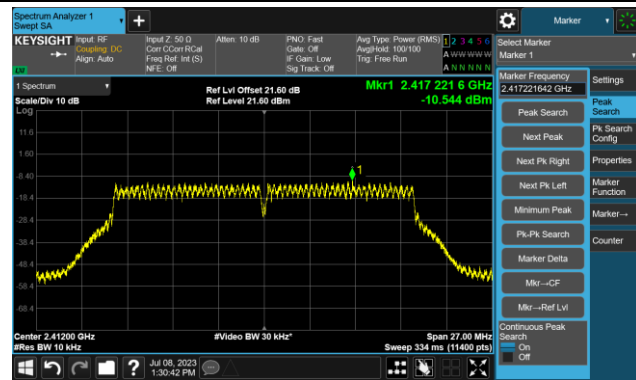 Spectrum Analyzer 1
Swept SA
Marker
KEYSIGHT
Input: RF
Coupling: DC
Align: Auto
Input Z: 50 Ω
Corr CCorr RCal
Freq Ref: Int (S)
NFE: Off
Atten: 10 dB
PNO: Fast
Gate: Off
IF Gain: Low
Sig Track: Off
Avg Type: Power (RMS)
Avg|Hold: 100/100
Trig: Free Run
1 2 3 4 5 6
A W W W W W
A N N N N N
Select Marker
Marker 1
1 Spectrum
Scale/Div 10 dB
Log
Ref Lvl Offset 21.60 dB
Ref Level 21.60 dBm
Mkr1 2.417 221 6 GHz
-10.544 dBm
11.6
1.60
-8.40
-18.4
-28.4
-38.4
-48.4
-58.4
-68.4
1
Center 2.41200 GHz
#Res BW 10 kHz
#Video BW 30 kHz*
Span 27.00 MHz
Sweep 334 ms (11400 pts)
Marker Frequency
2.417221642 GHz
Peak Search
Next Peak
Next Pk Right
Next Pk Left
Minimum Peak
Pk-Pk Search
Marker Delta
Mkr→CF
Mkr→Ref Lvl
Continuous Peak
Search
On
Off
Settings
Peak
Search
Pk Search
Config
Properties
Marker
Function
Marker→
Counter
Jul 08, 2023
1:30:42 PM